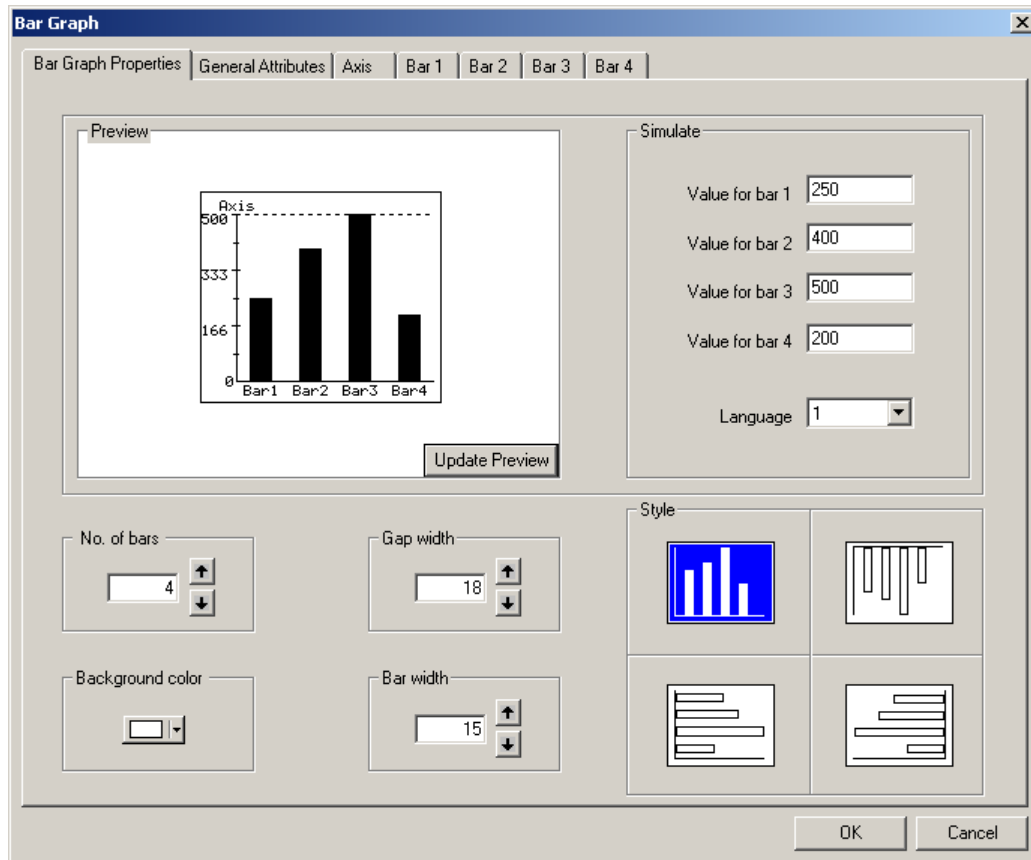 Bar Graph
Bar Graph Properties General Attributes Axis Bar 1 Bar 2 Bar 3 Bar 4
Preview
Axis
500
333
166
0
Bar1 Bar2 Bar3 Bar4
Update Preview
Simulate
Value for bar 1 250
Value for bar 2 400
Value for bar 3 500
Value for bar 4 200
Language 1
No. of bars
4
Gap width
18
Background color
Bar width
15
Style
OK Cancel